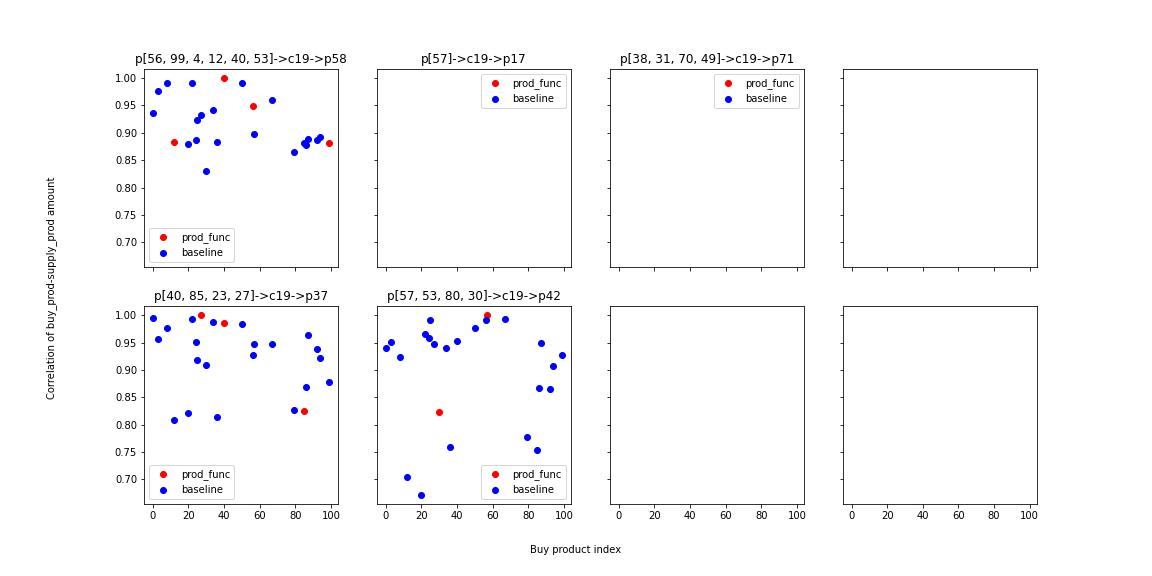 p[56, 99, 4, 12, 40, 53]->c19->p58
p[57]->c19->p17
p[38, 31, 70, 49]->c19->p71
1.00
0.95
0.90
0.85
0.80
0.75
0.70
prod_func
baseline
prod_func
baseline
prod_func
baseline
Correlation of buy_prod-supply_prod amount
p[40, 85, 23, 27]->c19->p37
p[57, 53, 80, 30]->c19->p42
1.00
0.95
0.90
0.85
0.80
0.75
0.70
prod_func
baseline
prod_func
baseline
0 20 40 60 80 100
0 20 40 60 80 100
0 20 40 60 80 100
0 20 40 60 80 100
Buy product index